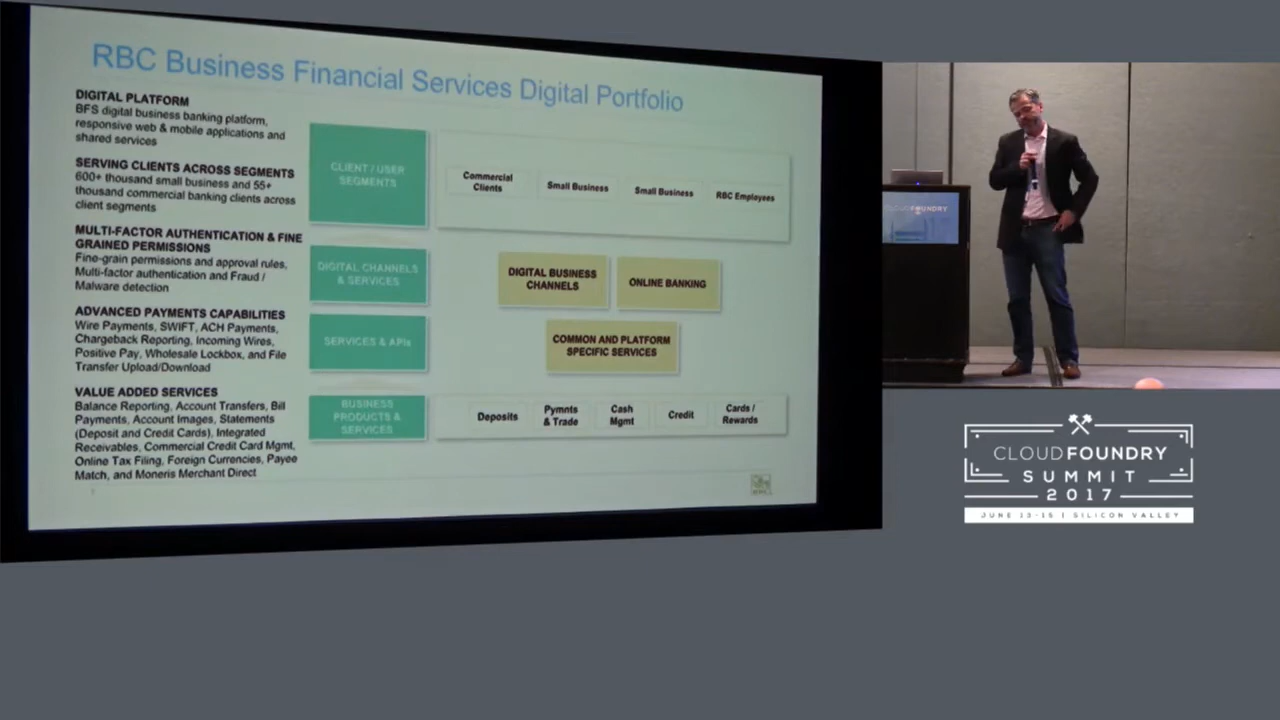 RBC Business Financial Services Digital Portfolio
DIGITAL PLATFORM
BFS digital business banking platform,
responsive web & mobile applications and
shared services
SERVING CLIENTS ACROSS SEGMENTS
600+ thousand small business and 55+
thousand commercial banking clients across
client segments
MULTI-FACTOR AUTHENTICATION & FINE
GRAINED PERMISSIONS
Fine-grain permissions and approval rules,
Multi-factor authentication and Fraud /
Malware detection
ADVANCED PAYMENTS CAPABILITIES
Wire Payments, SWIFT, ACH Payments,
Chargeback Reporting, Incoming Wires,
Positive Pay, Wholesale Lockbox, and File
Transfer Upload/Download
VALUE ADDED SERVICES
Balance Reporting, Account Transfers, Bill
Payments, Account Images, Statements
(Deposit and Credit Cards), Integrated
Receivables, Commercial Credit Card Mgmt,
Online Tax Filing, Foreign Currencies, Payee
Match, and Moneris Merchant Direct
CLIENT / USER
SEGMENTS
Commercial
Clients
Small Business
Small Business
RBC Employees
DIGITAL CHANNELS
& SERVICES
DIGITAL BUSINESS
CHANNELS
ONLINE BANKING
SERVICES & APIs
COMMON AND PLATFORM
SPECIFIC SERVICES
BUSINESS
PRODUCTS &
SERVICES
Deposits
Pymnts
& Trade
Cash
Mgmt
Credit
Cards /
Rewards
CLOUD FOUNDRY
CLOUD FOUNDRY
SUMMIT
2017
JUNE 13-15 | SILICON VALLEY